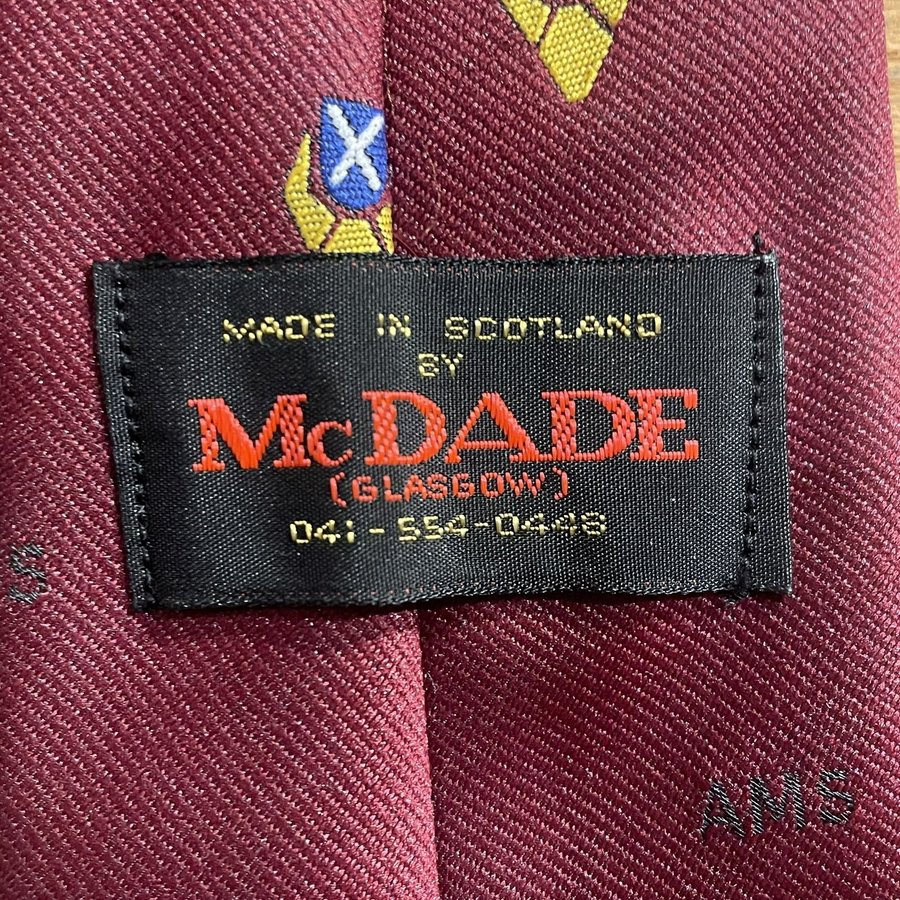 MADE IN SCOTLAND
BY
McDADE
(GLASGOW)
041-554-0448
S
AMS